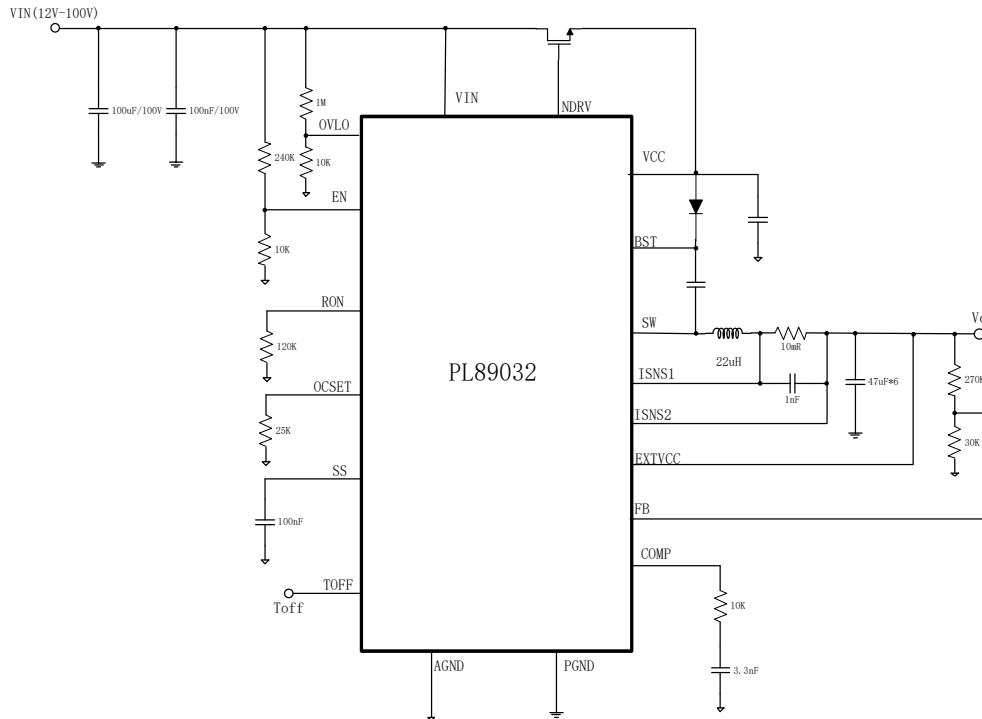 VIN(12V-100V)
100uF/100V
100nF/100V
1M
VIN
NDRV
OVLO
240K
10K
VCC
EN
10K
BST
RON
SW
120K
22uH
10mR
PL89032
ISNS1
1nF
47uF*6
270K
OCSET
25K
ISNS2
30K
EXTVCC
SS
100nF
FB
COMP
TOFF
Toff
10K
AGND
PGND
3.3nF